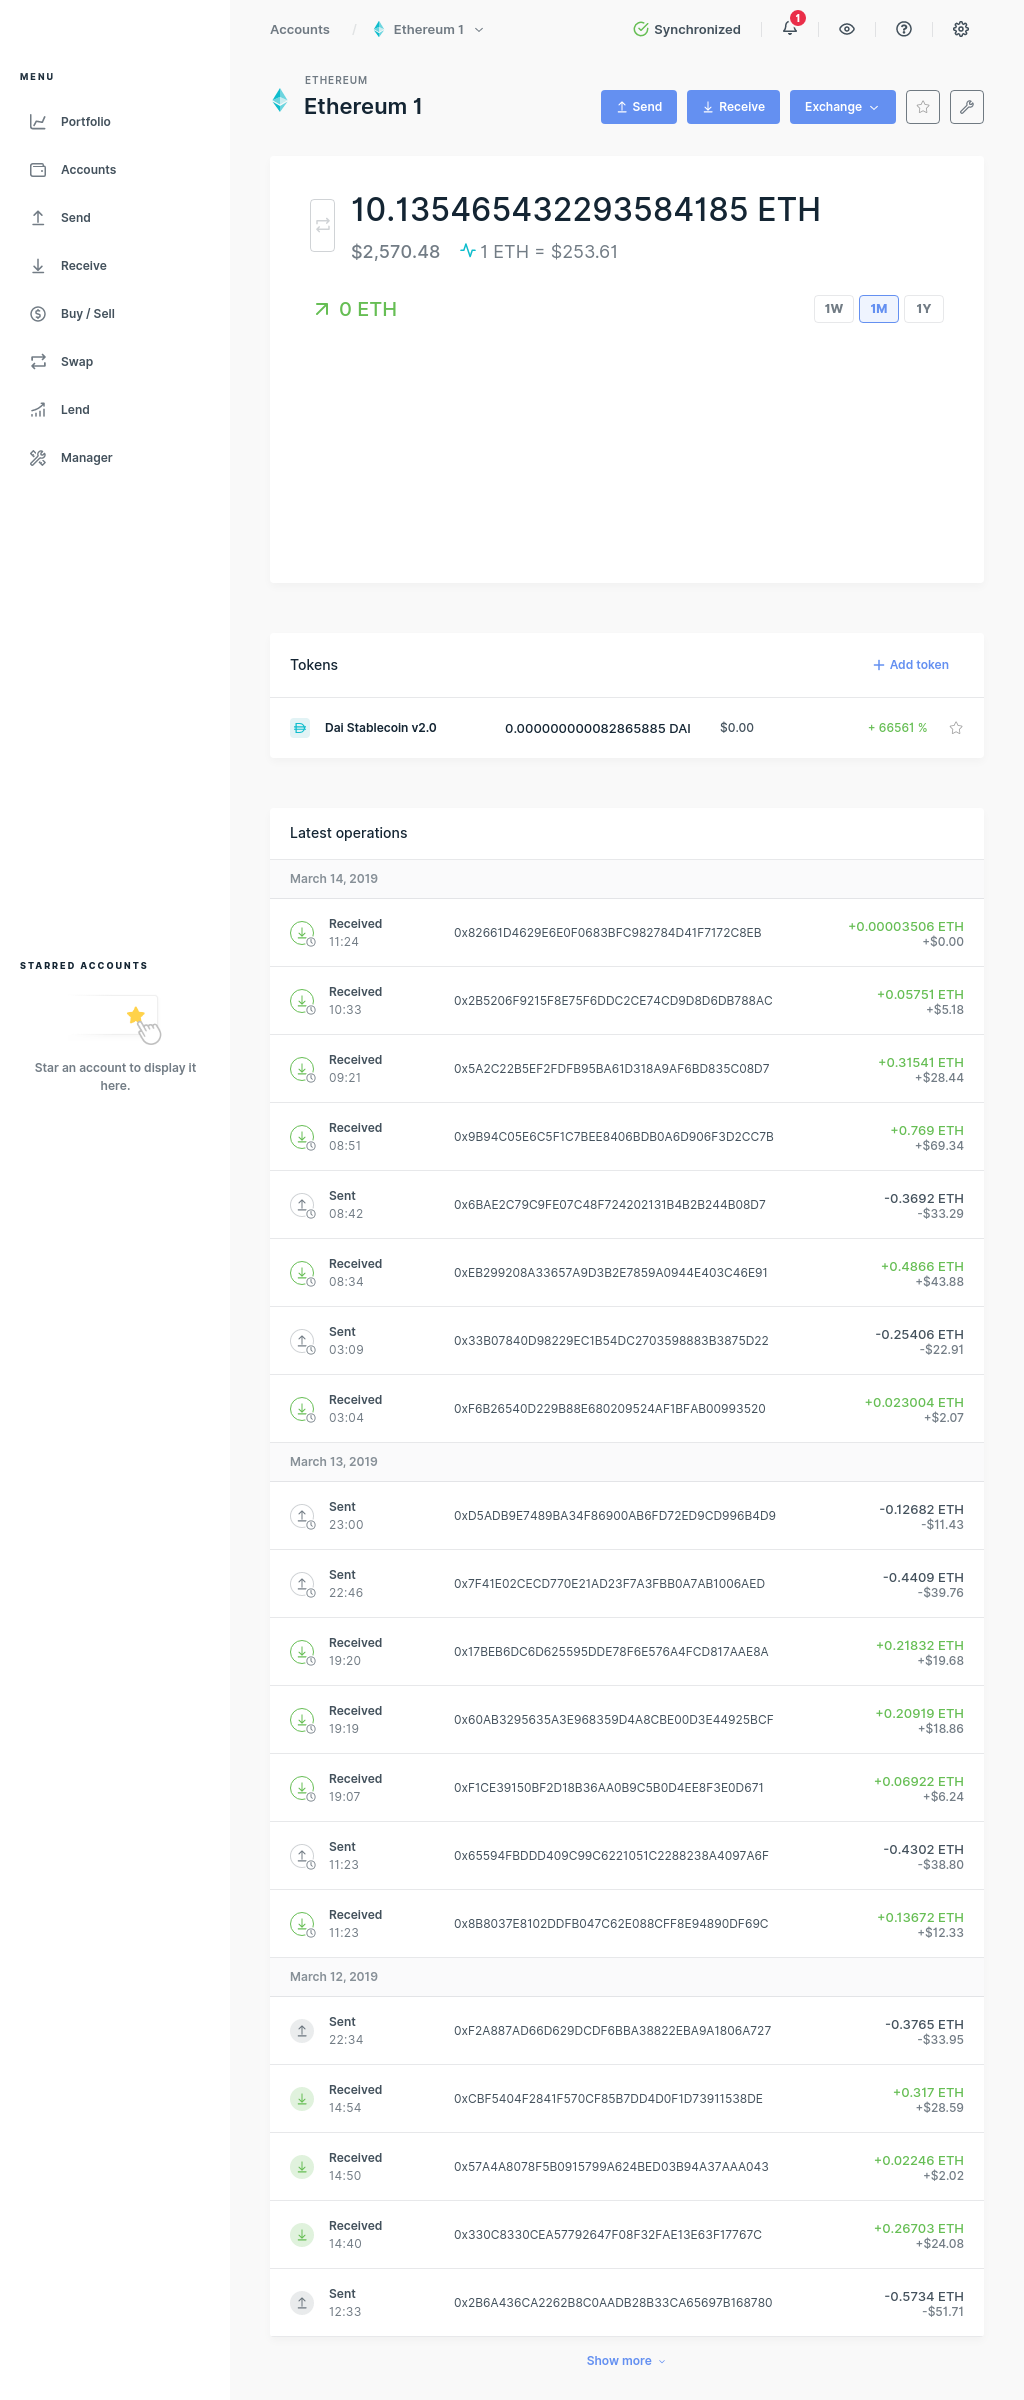 Accounts / Ethereum 1
Synchronized
1
MENU
Portfolio
Accounts
Send
Receive
Buy / Sell
Swap
Lend
Manager
STARRED ACCOUNTS
Star an account to display it
here.
ETHEREUM
Ethereum 1
Send
Receive
Exchange
10.135465432293584185 ETH
$2,570.48 1 ETH = $253.61
0 ETH
1W 1M 1Y
Tokens
Add token
Dai Stablecoin v2.0 0.000000000082865885 DAI $0.00 + 66561 %
Latest operations
March 14, 2019
Received
11:24
0x82661D4629E6E0F0683BFC982784D41F7172C8EB
+0.00003506 ETH
+$0.00
Received
10:33
0x2B5206F9215F8E75F6DDC2CE74CD9D8D6DB788AC
+0.05751 ETH
+$5.18
Received
09:21
0x5A2C22B5EF2FDFB95BA61D318A9AF6BD835C08D7
+0.31541 ETH
+$28.44
Received
08:51
0x9B94C05E6C5F1C7BEE8406BDB0A6D906F3D2CC7B
+0.769 ETH
+$69.34
Sent
08:42
0x6BAE2C79C9FE07C48F724202131B4B2B244B08D7
-0.3692 ETH
-$33.29
Received
08:34
0xEB299208A33657A9D3B2E7859A0944E403C46E91
+0.4866 ETH
+$43.88
Sent
03:09
0x33B07840D98229EC1B54DC2703598883B3875D22
-0.25406 ETH
-$22.91
Received
03:04
0xF6B26540D229B88E680209524AF1BFAB00993520
+0.023004 ETH
+$2.07
March 13, 2019
Sent
23:00
0xD5ADB9E7489BA34F86900AB6FD72ED9CD996B4D9
-0.12682 ETH
-$11.43
Sent
22:46
0x7F41E02CECD770E21AD23F7A3FBB0A7AB1006AED
-0.4409 ETH
-$39.76
Received
19:20
0x17BEB6DC6D625595DDE78F6E576A4FCD817AAE8A
+0.21832 ETH
+$19.68
Received
19:19
0x60AB3295635A3E968359D4A8CBE00D3E44925BCF
+0.20919 ETH
+$18.86
Received
19:07
0xF1CE39150BF2D18B36AA0B9C5B0D4EE8F3E0D671
+0.06922 ETH
+$6.24
Sent
11:23
0x65594FBDDD409C99C6221051C2288238A4097A6F
-0.4302 ETH
-$38.80
Received
11:23
0x8B8037E8102DDFB047C62E088CFF8E94890DF69C
+0.13672 ETH
+$12.33
March 12, 2019
Sent
22:34
0xF2A887AD66D629DCDF6BBA38822EBA9A1806A727
-0.3765 ETH
-$33.95
Received
14:54
0xCBF5404F2841F570CF85B7DD4D0F1D73911538DE
+0.317 ETH
+$28.59
Received
14:50
0x57A4A8078F5B0915799A624BED03B94A37AAA043
+0.02246 ETH
+$2.02
Received
14:40
0x330C8330CEA57792647F08F32FAE13E63F17767C
+0.26703 ETH
+$24.08
Sent
12:33
0x2B6A436CA2262B8C0AADB28B33CA65697B168780
-0.5734 ETH
-$51.71
Show more